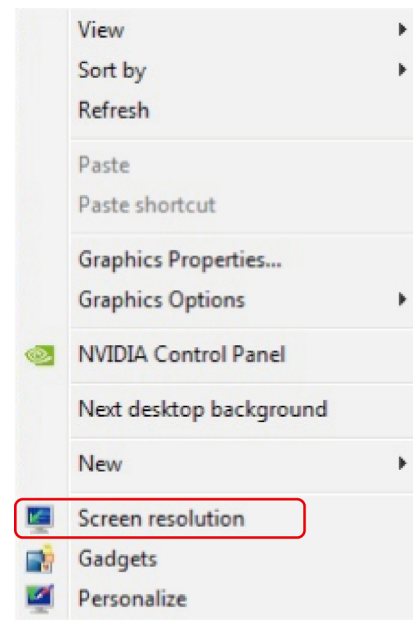 View
Sort by
Refresh
Paste
Paste shortcut
Graphics Properties...
Graphics Options
NVIDIA Control Panel
Next desktop background
New
Screen resolution
Gadgets
Personalize